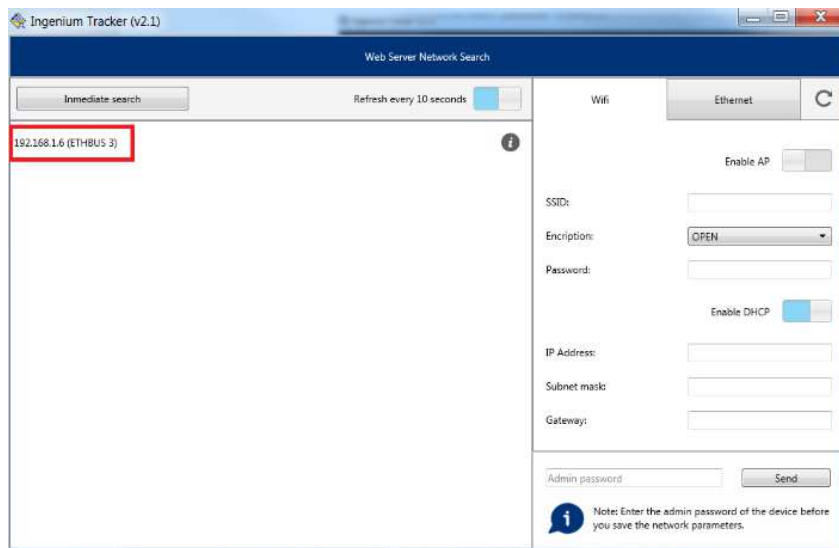 Ingenium Tracker (v2.1)
Web Server Network Search
Inmediate search
Refresh every 10 seconds
192.168.1.6 (ETHBUS 3)
Wifi
Ethernet
Enable AP
SSID:
Encription:
OPEN
Password:
Enable DHCP
IP Address:
Subnet mask:
Gateway:
Admin password
Send
Note: Enter the admin password of the device before
you save the network parameters.